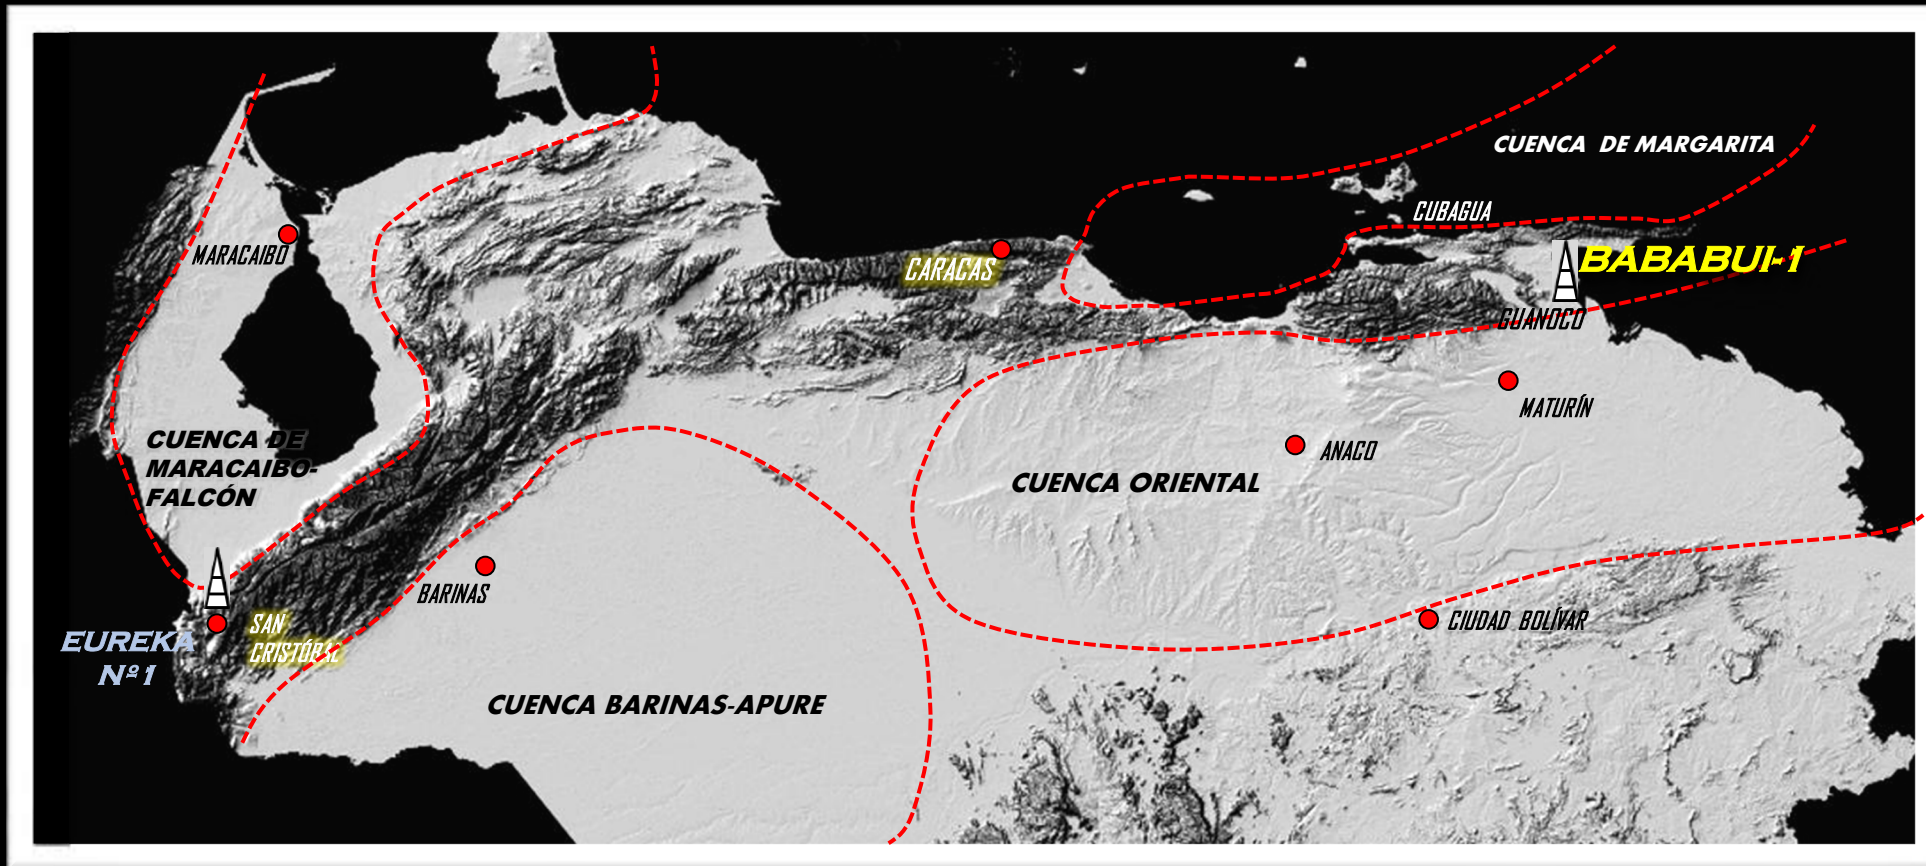 CUENCA DE MARGARITA
CUBAGUA
MARACAIBO
CARACAS
BABABUI-1
GUANOCO
MATURÍN
CUENCA DE
MARACAIBO-
FALCÓN
ANACO
CUENCA ORIENTAL
BARINAS
SAN
CRISTÓBAL
CIUDAD BOLÍVAR
EUREKA
Nº1
CUENCA BARINAS-APURE